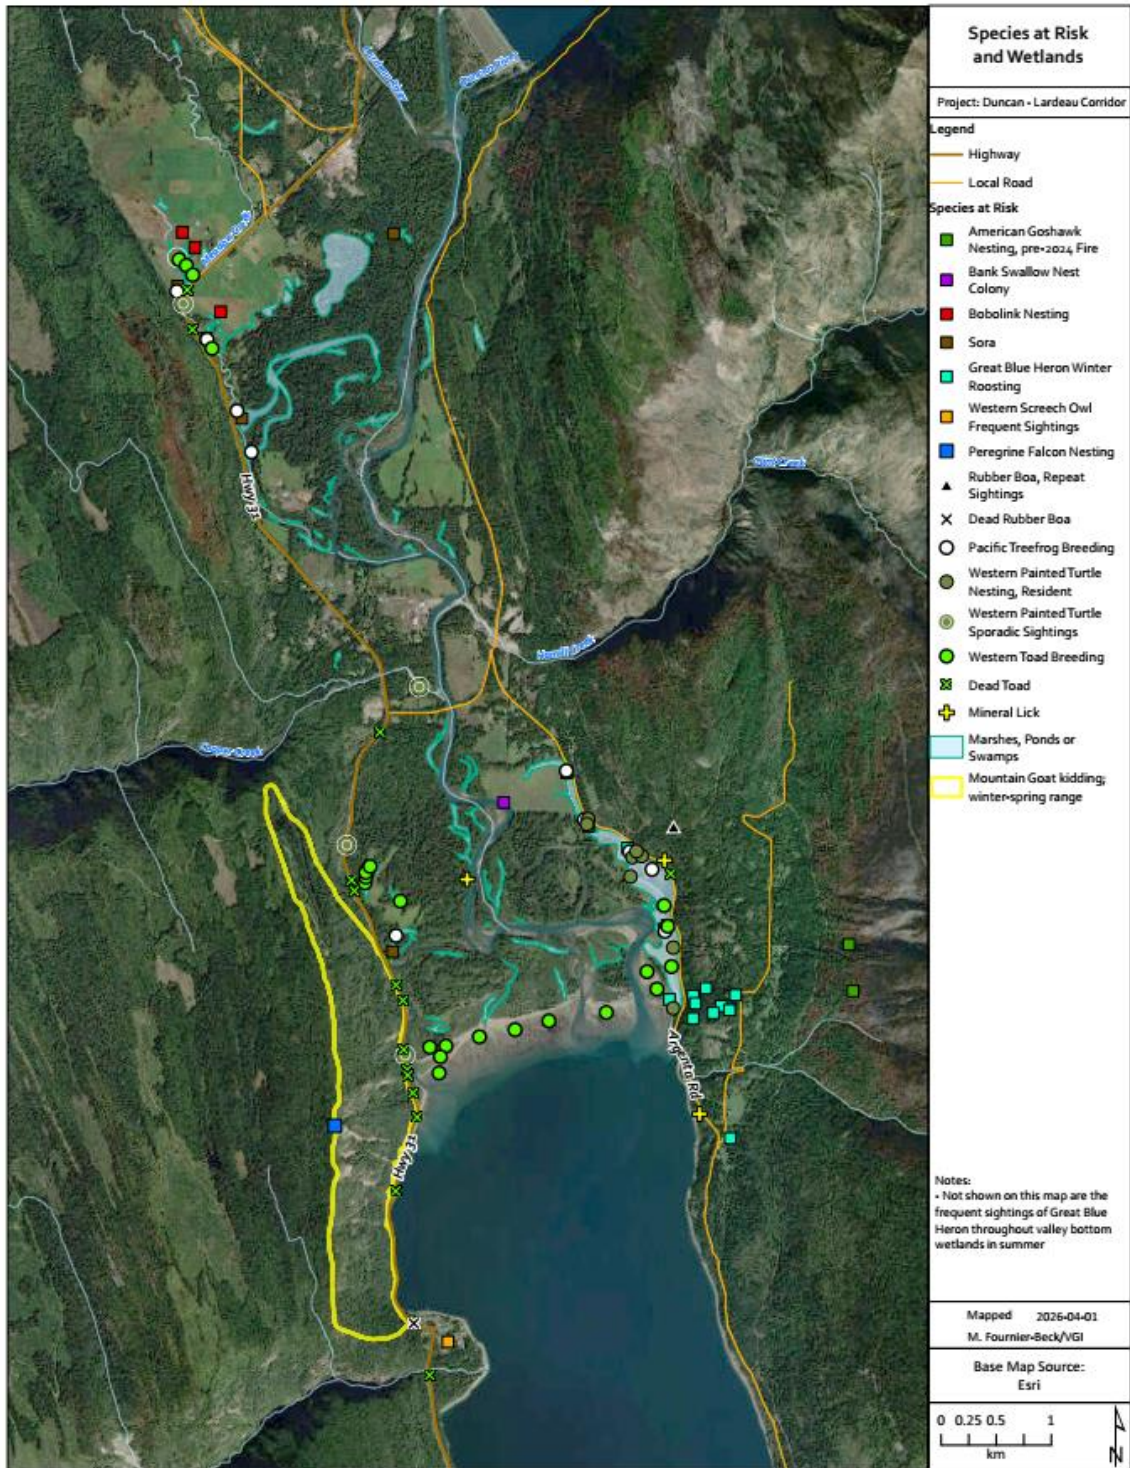 Species at Risk
and Wetlands
Project: Duncan - Lardeau Corridor
Legend
Highway
Local Road
Species at Risk
American Goshawk
Nesting, pre-2024 Fire
Bank Swallow Nest
Colony
Bobolink Nesting
Sora
Great Blue Heron Winter
Roosting
Western Screech Owl
Frequent Sightings
Peregrine Falcon Nesting
Rubber Boa, Repeat
Sightings
Dead Rubber Boa
Pacific Treefrog Breeding
Western Painted Turtle
Nesting, Resident
Western Painted Turtle
Sporadic Sightings
Western Toad Breeding
Dead Toad
Mineral Lick
Marshes, Ponds or
Swamps
Mountain Goat kidding;
winter-spring range
Notes:
- Not shown on this map are the
frequent sightings of Great Blue
Heron throughout valley bottom
wetlands in summer
Mapped 2026-04-01
M. Fournier-Beck/VGI
Base Map Source:
Esri
0 0.25 0.5 1
km
N
Hwy 31
Cooper Creek
Argenta Rd
Hwy 31